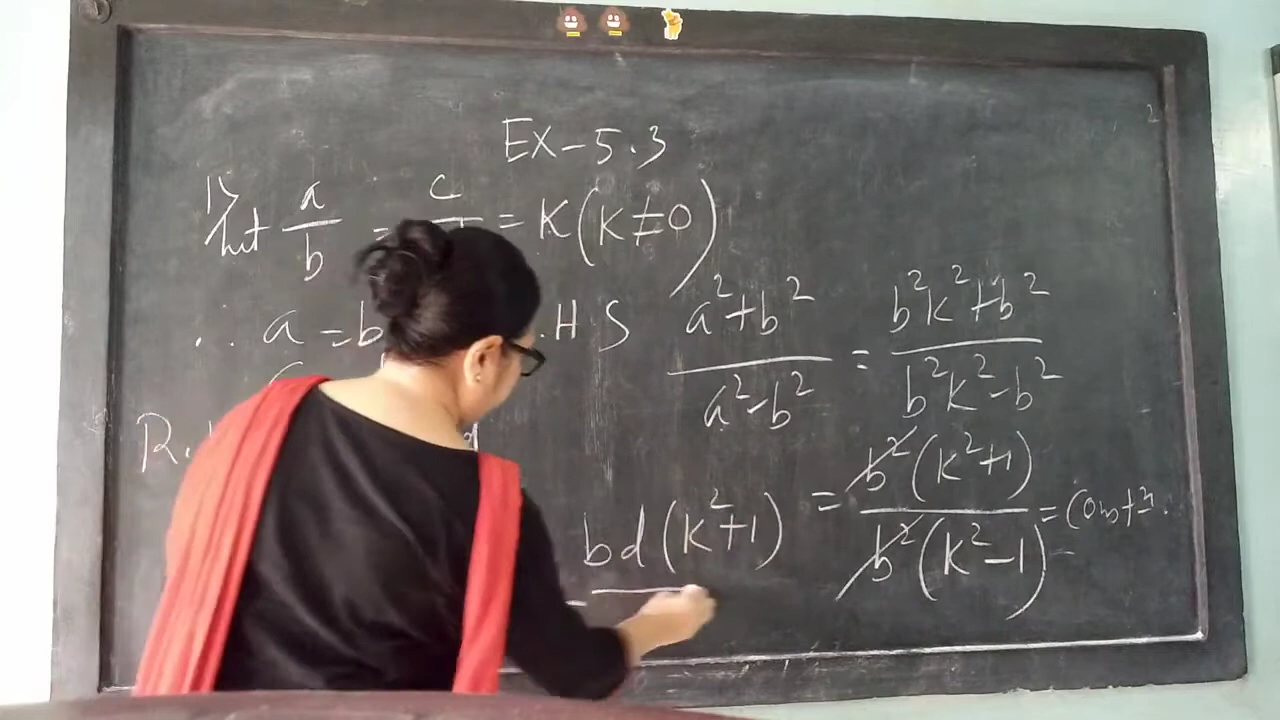 EX-5.3
1) Let a/b = c/ = K(K≠0)
∴ a = b .H S a²+b²/a²-b² = b²k²+b²/b²k²-b²
R.
bd(K²+1) = b²(K²+1)/b²(K²-1) =